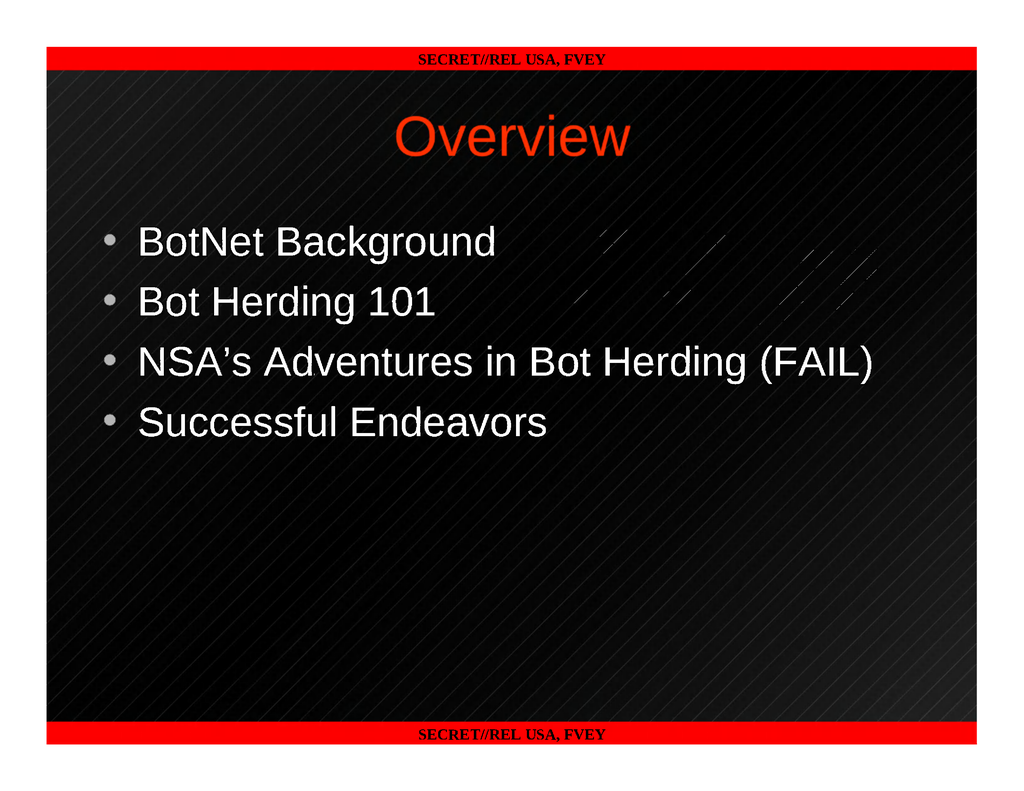 SECRET//REL USA, FVEY
Overview
• BotNet Background
• Bot Herding 101
• NSA’s Adventures in Bot Herding (FAIL)
• Successful Endeavors
SECRET//REL USA, FVEY